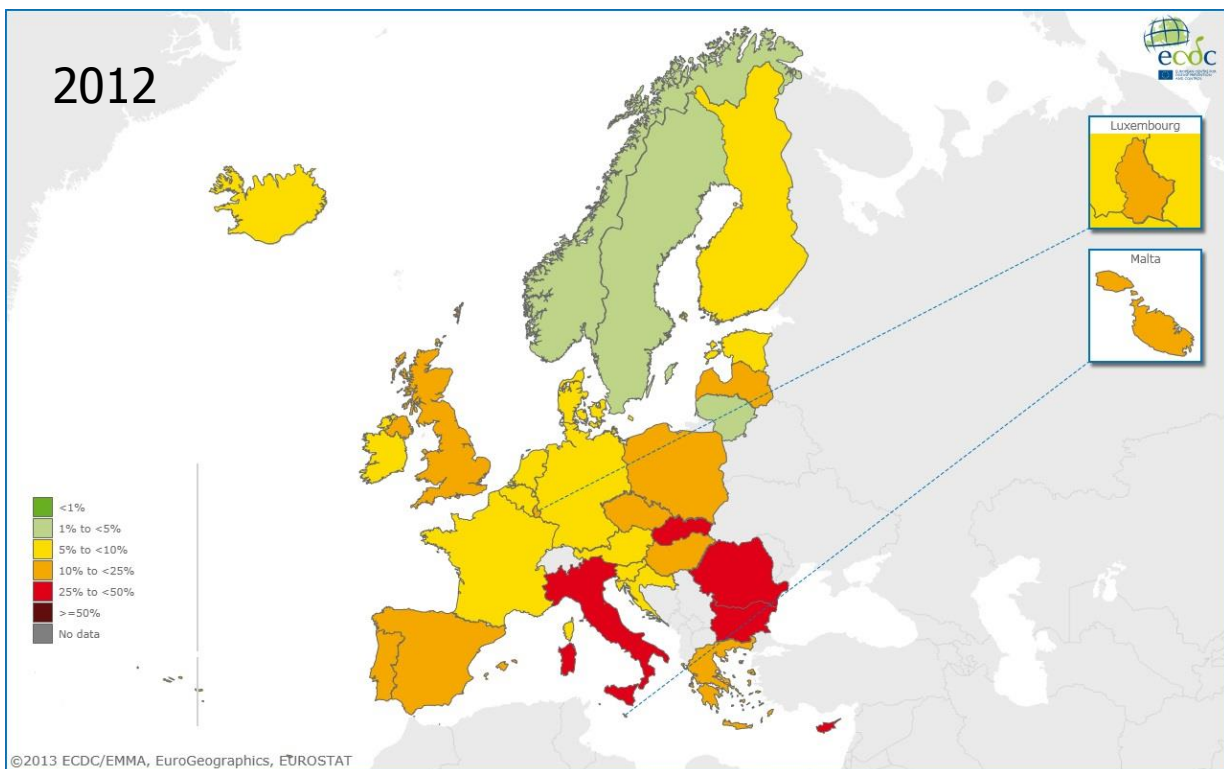 2012
ecdc
Luxembourg
Malta
<1%
1% to <5%
5% to <10%
10% to <25%
25% to <50%
>=50%
No data
©2013 ECDC/EMMA, EuroGeographics, EUROSTAT